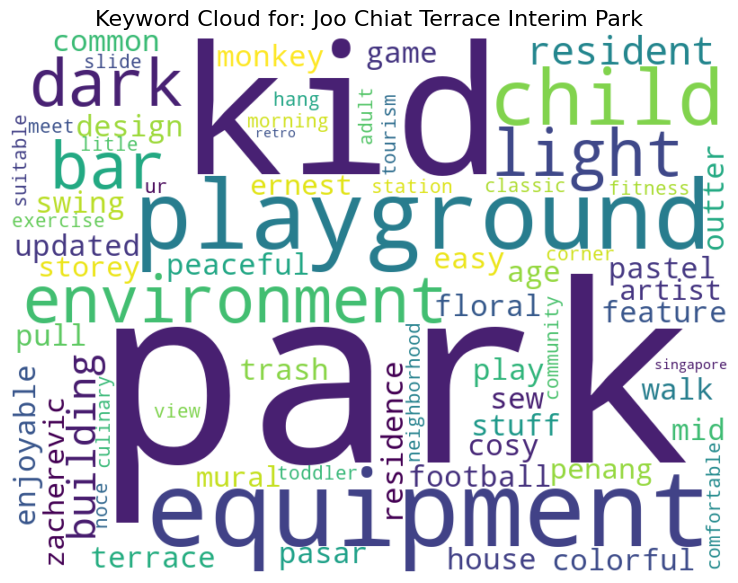 Keyword Cloud for: Joo Chiat Terrace Interim Park
common
slide
monkey
game
resident
dark
kid
child
hang
morning
retro
adult
tourism
suitable
meet
design
litle
bar
light
ur
ernest
station
classic
fitness
outter
swing
exercise
playground
updated
storey
peaceful
easy
corner
age
pastel
artist
environment
floral
feature
pull
park
community
neighborhood
singapore
trash
play
walk
view
sew
stuff
residence
enjoyable
zacherevic
building
culinary
noce
cosy
mid
mural
toddler
football
penang
comfortable
equipment
terrace
pasar
house
colorful